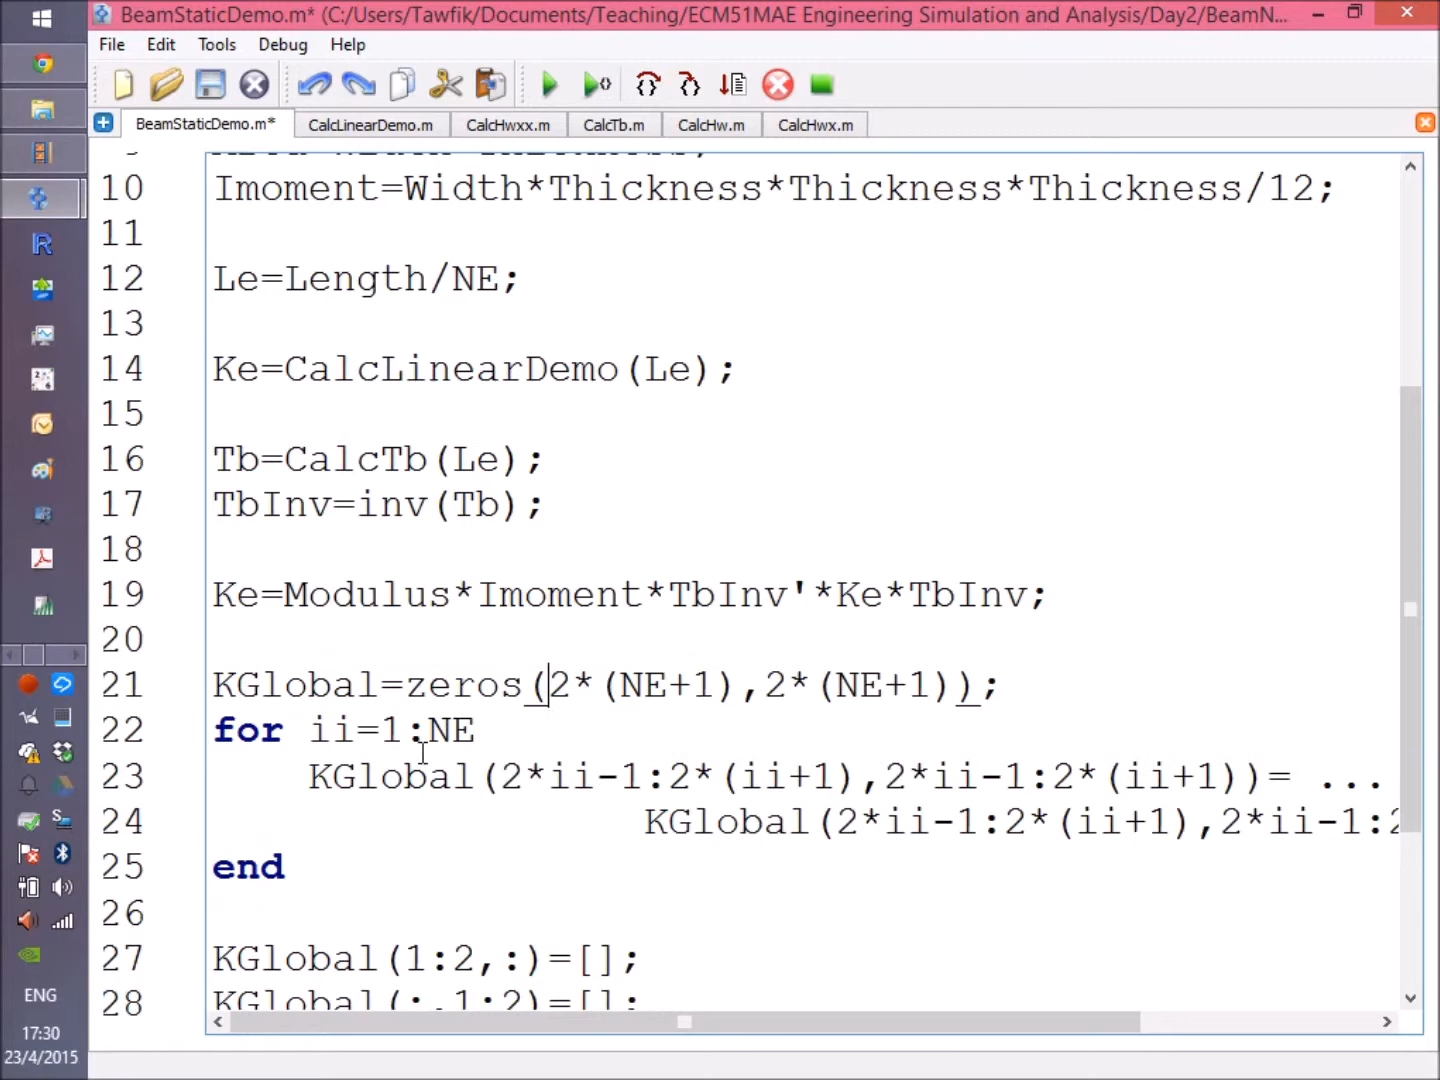 BeamStaticDemo.m* (C:/Users/Tawfik/Documents/Teaching/ECM51MAE Engineering Simulation and Analysis/Day2/BeamN...
File Edit Tools Debug Help
BeamStaticDemo.m* CalcLinearDemo.m CalcHwxx.m CalcTb.m CalcHw.m CalcHwx.m
10 Imoment=Width*Thickness*Thickness*Thickness/12;
11
12 Le=Length/NE;
13
14 Ke=CalcLinearDemo(Le);
15
16 Tb=CalcTb(Le);
17 TbInv=inv(Tb);
18
19 Ke=Modulus*Imoment*TbInv'*Ke*TbInv;
20
21 KGlobal=zeros(2*(NE+1),2*(NE+1));
22 for ii=1:NE
23 KGlobal(2*ii-1:2*(ii+1),2*ii-1:2*(ii+1))= ...
24 KGlobal(2*ii-1:2*(ii+1),2*ii-1:2
25 end
26
27 KGlobal(1:2,:)=[];
28 KGlobal(:,1:2)=[];
ENG
17:30
23/4/2015